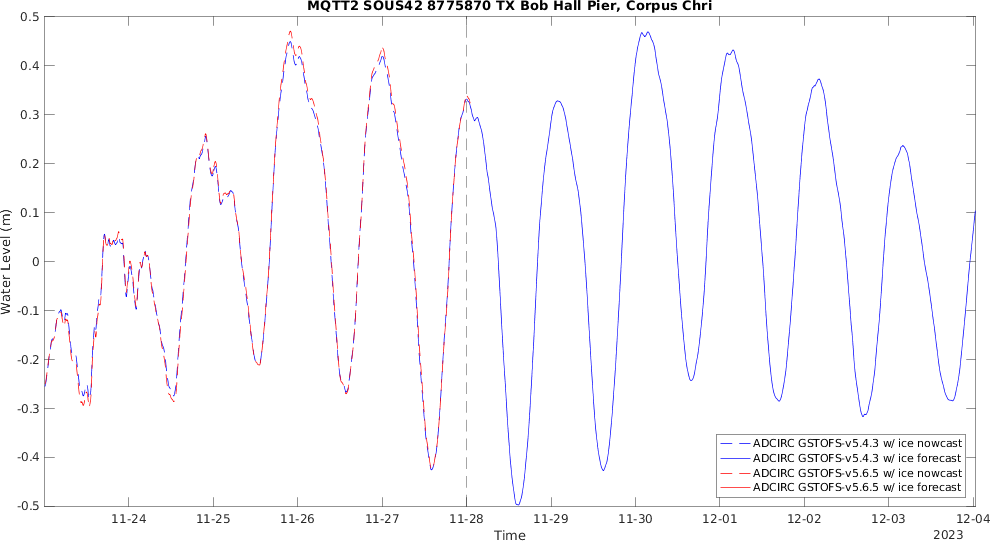 MQTT2 SOUS42 8775870 TX Bob Hall Pier, Corpus Chri
Water Level (m)
0.5
0.4
0.3
0.2
0.1
0
-0.1
-0.2
-0.3
-0.4
-0.5
ADCIRC GSTOFS-v5.4.3 w/ ice nowcast
ADCIRC GSTOFS-v5.4.3 w/ ice forecast
ADCIRC GSTOFS-v5.6.5 w/ ice nowcast
ADCIRC GSTOFS-v5.6.5 w/ ice forecast
11-24 11-25 11-26 11-27 11-28 11-29 11-30 12-01 12-02 12-03 12-04
Time
2023